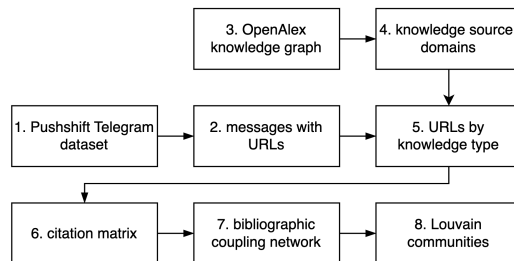 3. OpenAlex
knowledge graph
4. knowledge source
domains
1. Pushshift Telegram
dataset
2. messages with
URLs
5. URLs by
knowledge type
6. citation matrix
7. bibliographic
coupling network
8. Louvain
communities